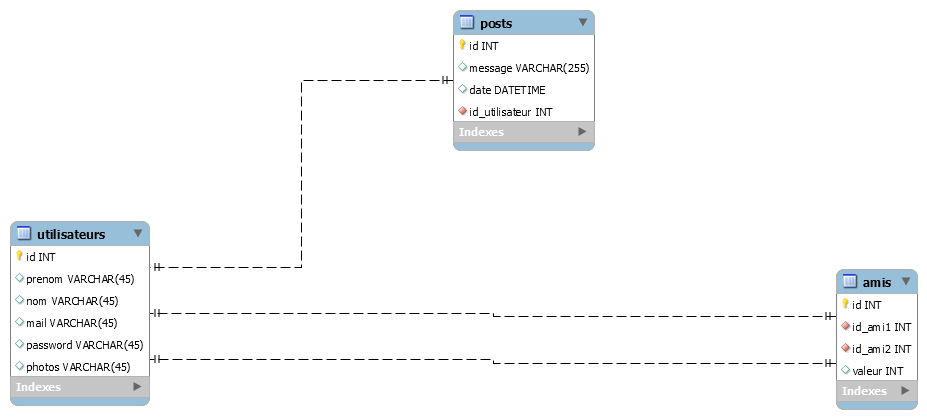 posts
id INT
message VARCHAR(255)
date DATETIME
id_utilisateur INT
Indexes
utilisateurs
id INT
prenom VARCHAR(45)
nom VARCHAR(45)
mail VARCHAR(45)
password VARCHAR(45)
photos VARCHAR(45)
Indexes
amis
id INT
id_ami1 INT
id_ami2 INT
valeur INT
Indexes